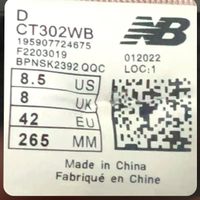 D
CT302WB
195907724675
F2203019
BPNSK2392 QQC
NB
012022
LOC:1
8.5 US
8 UK
42 EU
265 MM
Made in China
Fabriqué en Chine